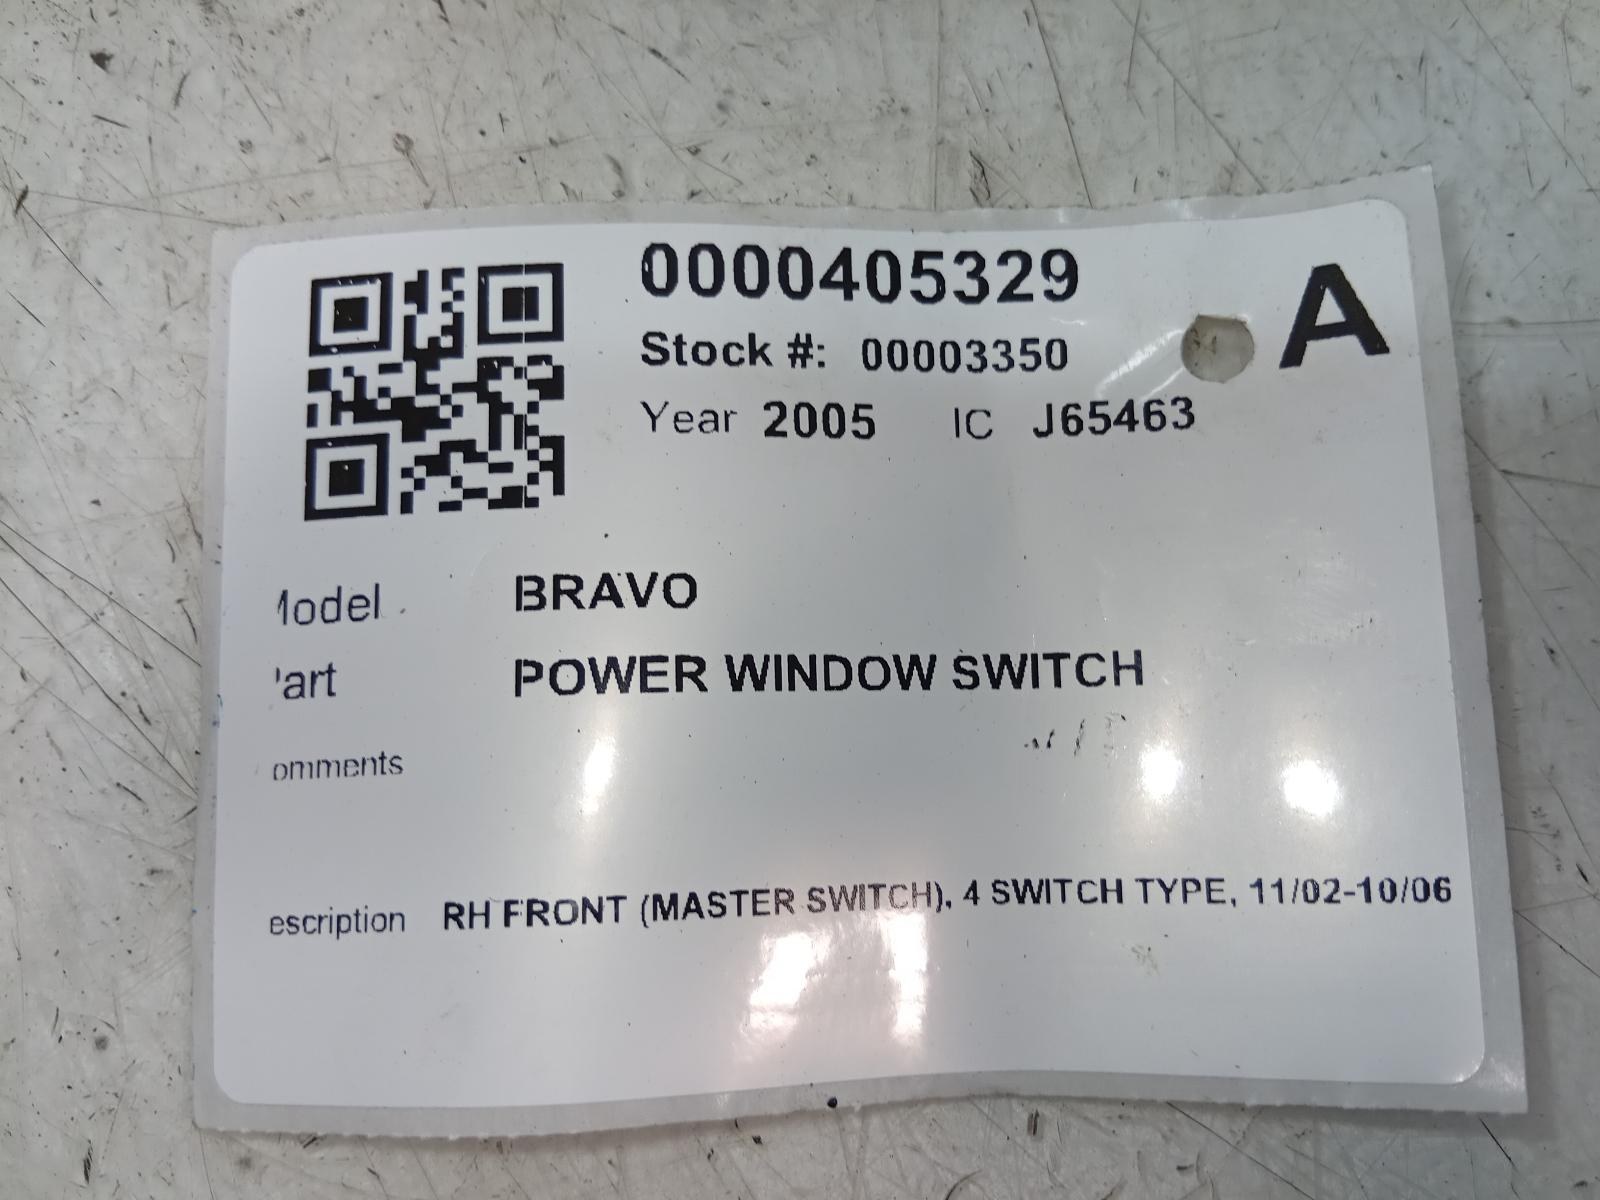 0000405329
A
Stock #: 00003350
Year 2005 IC J65463
Model BRAVO
'art POWER WINDOW SWITCH
omments
escription RH FRONT (MASTER SWITCH), 4 SWITCH TYPE, 11/02-10/06